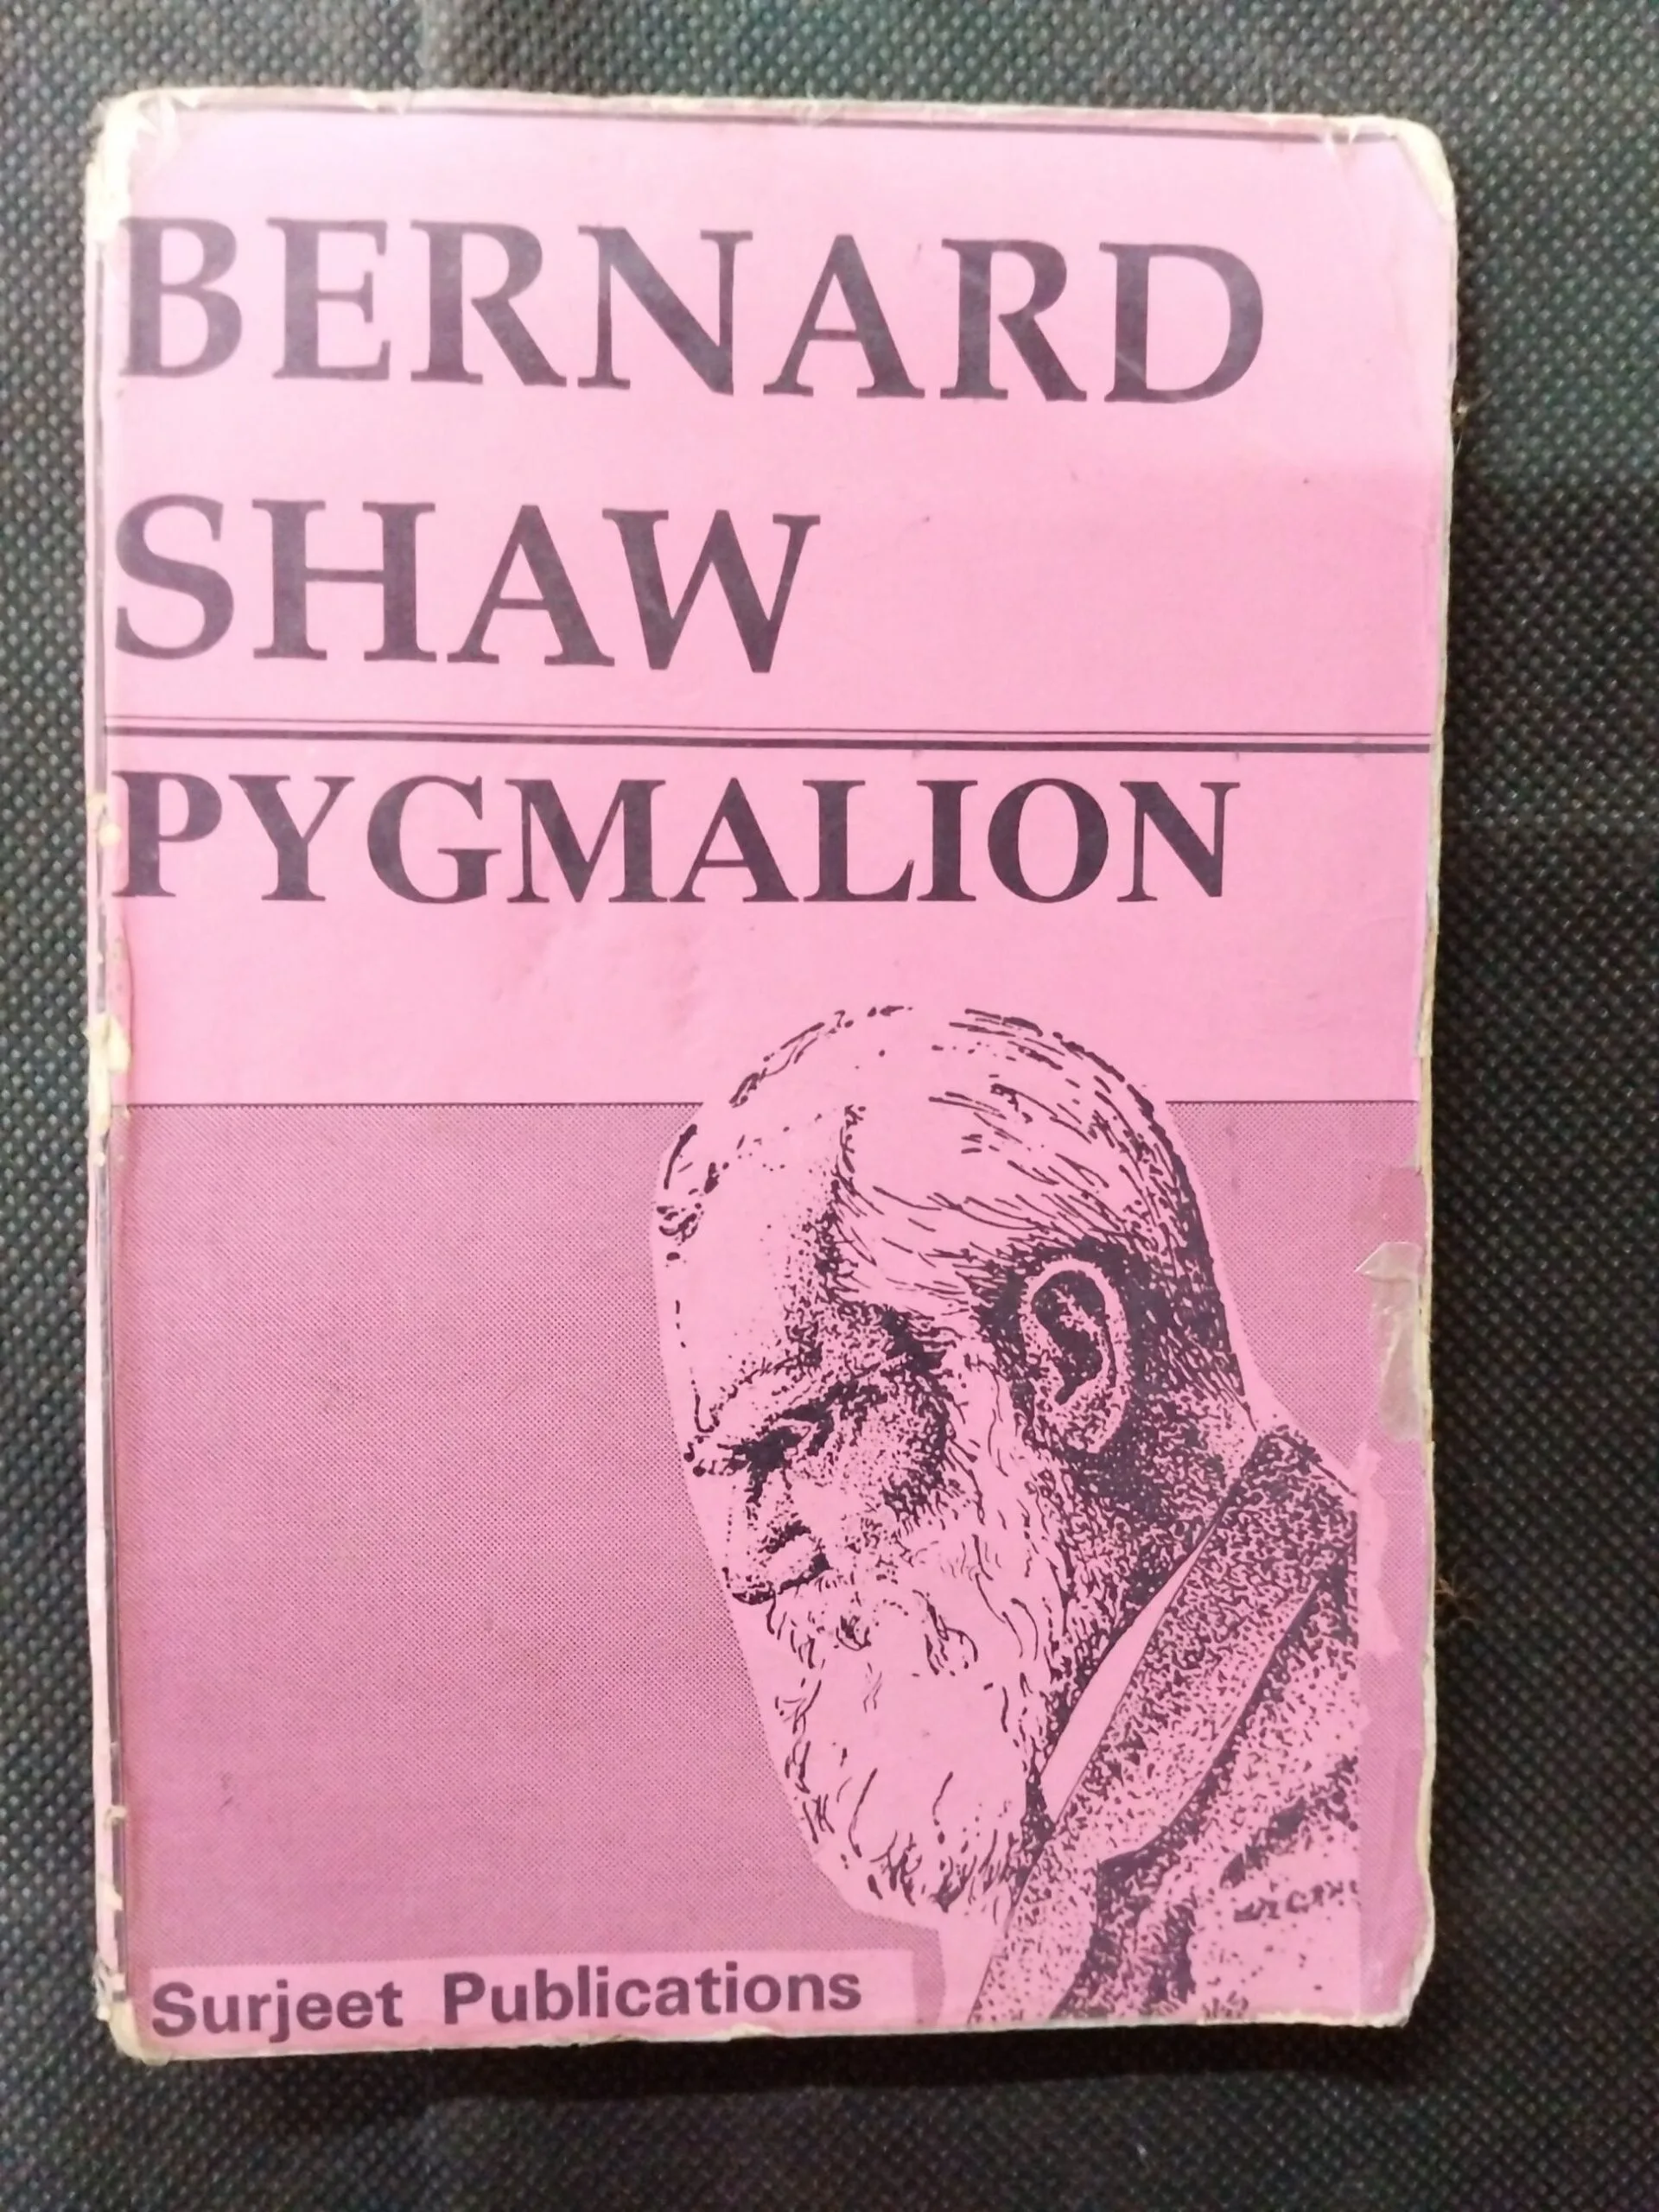 BERNARD
SHAW
PYGMALION
Surjeet Publications